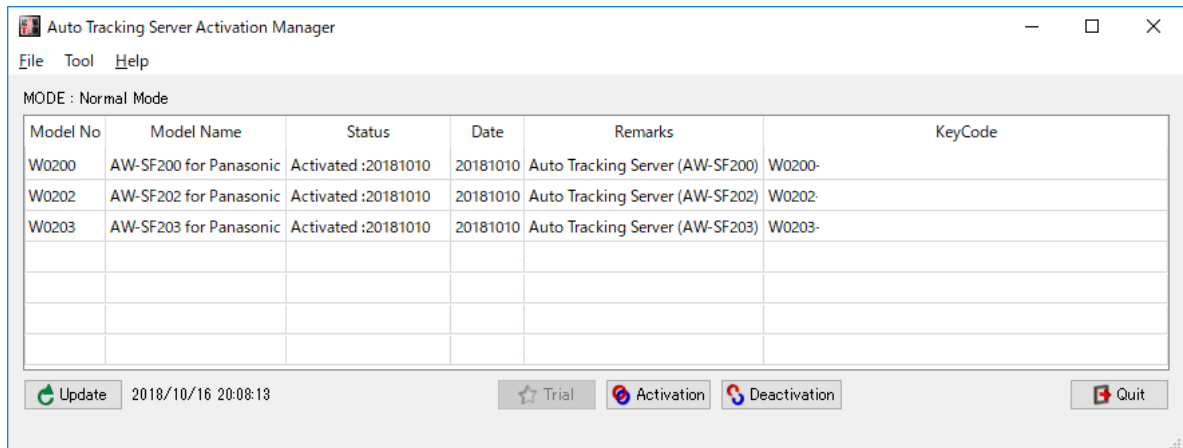 Auto Tracking Server Activation Manager
File Tool Help
MODE : Normal Mode
Model No Model Name Status Date Remarks KeyCode
W0200 AW-SF200 for Panasonic Activated :20181010 20181010 Auto Tracking Server (AW-SF200) W0200-
W0202 AW-SF202 for Panasonic Activated :20181010 20181010 Auto Tracking Server (AW-SF202) W0202-
W0203 AW-SF203 for Panasonic Activated :20181010 20181010 Auto Tracking Server (AW-SF203) W0203-
Update 2018/10/16 20:08:13 Trial Activation Deactivation Quit